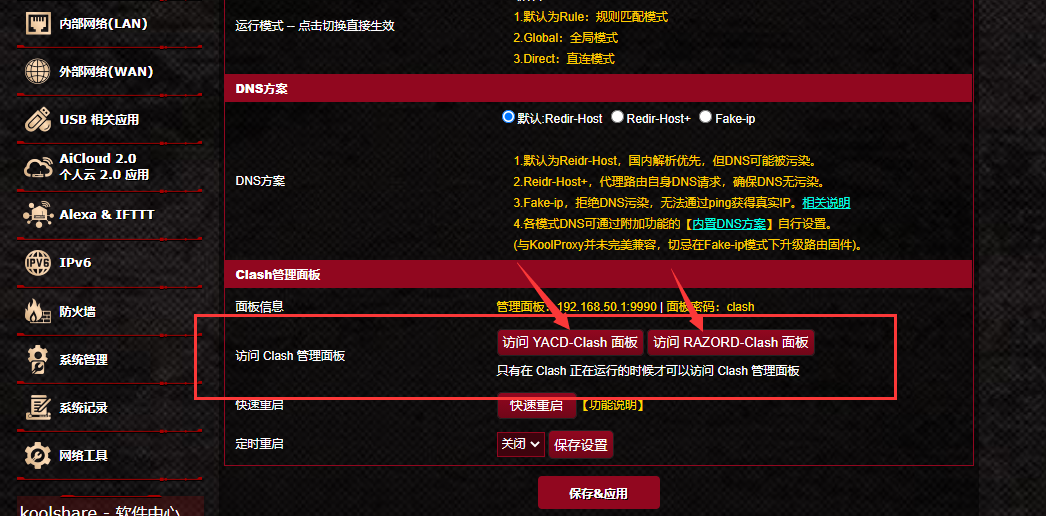 内部网络(LAN)
外部网络(WAN)
USB 相关应用
AiCloud 2.0
个人云 2.0 应用
Alexa & IFTTT
IPv6
防火墙
系统管理
系统记录
网络工具
koolshare - 软件中心
运行模式 -- 点击切换直接生效
1.默认为Rule：规则匹配模式
2.Global：全局模式
3.Direct：直连模式
DNS方案
默认:Redir-Host Redir-Host+ Fake-ip
DNS方案
1.默认为Reidr-Host，国内解析优先，但DNS可能被污染。
2.Reidr-Host+，代理路由自身DNS请求，确保DNS无污染。
3.Fake-ip，拒绝DNS污染，无法通过ping获得真实IP。相关说明
4.各模式DNS可通过附加功能的【内置DNS方案】自行设置。
(与KoolProxy并未完美兼容，切忌在Fake-ip模式下升级路由固件)。
Clash管理面板
面板信息
管理面板：192.168.50.1:9990 | 面板密码：clash
访问 Clash 管理面板
访问 YACD-Clash 面板 访问 RAZORD-Clash 面板
只有在 Clash 正在运行的时候才可以访问 Clash 管理面板
快速重启
快速重启 【功能说明】
定时重启
关闭 保存设置
保存&应用